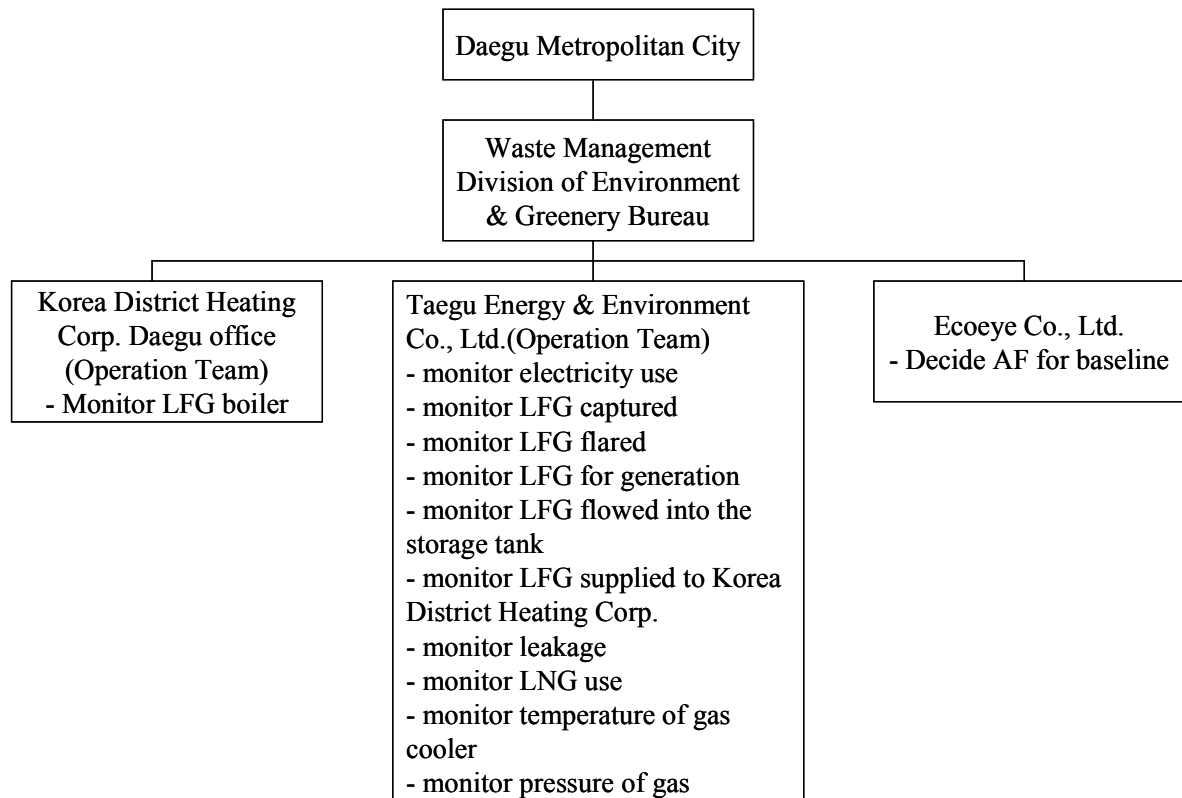 Daegu Metropolitan City
Waste Management
Division of Environment
& Greenery Bureau
Korea District Heating
Corp. Daegu office
(Operation Team)
- Monitor LFG boiler
Taegu Energy & Environment
Co., Ltd.(Operation Team)
- monitor electricity use
- monitor LFG captured
- monitor LFG flared
- monitor LFG for generation
- monitor LFG flowed into the
storage tank
- monitor LFG supplied to Korea
District Heating Corp.
- monitor leakage
- monitor LNG use
- monitor temperature of gas
cooler
- monitor pressure of gas
Ecoeye Co., Ltd.
- Decide AF for baseline